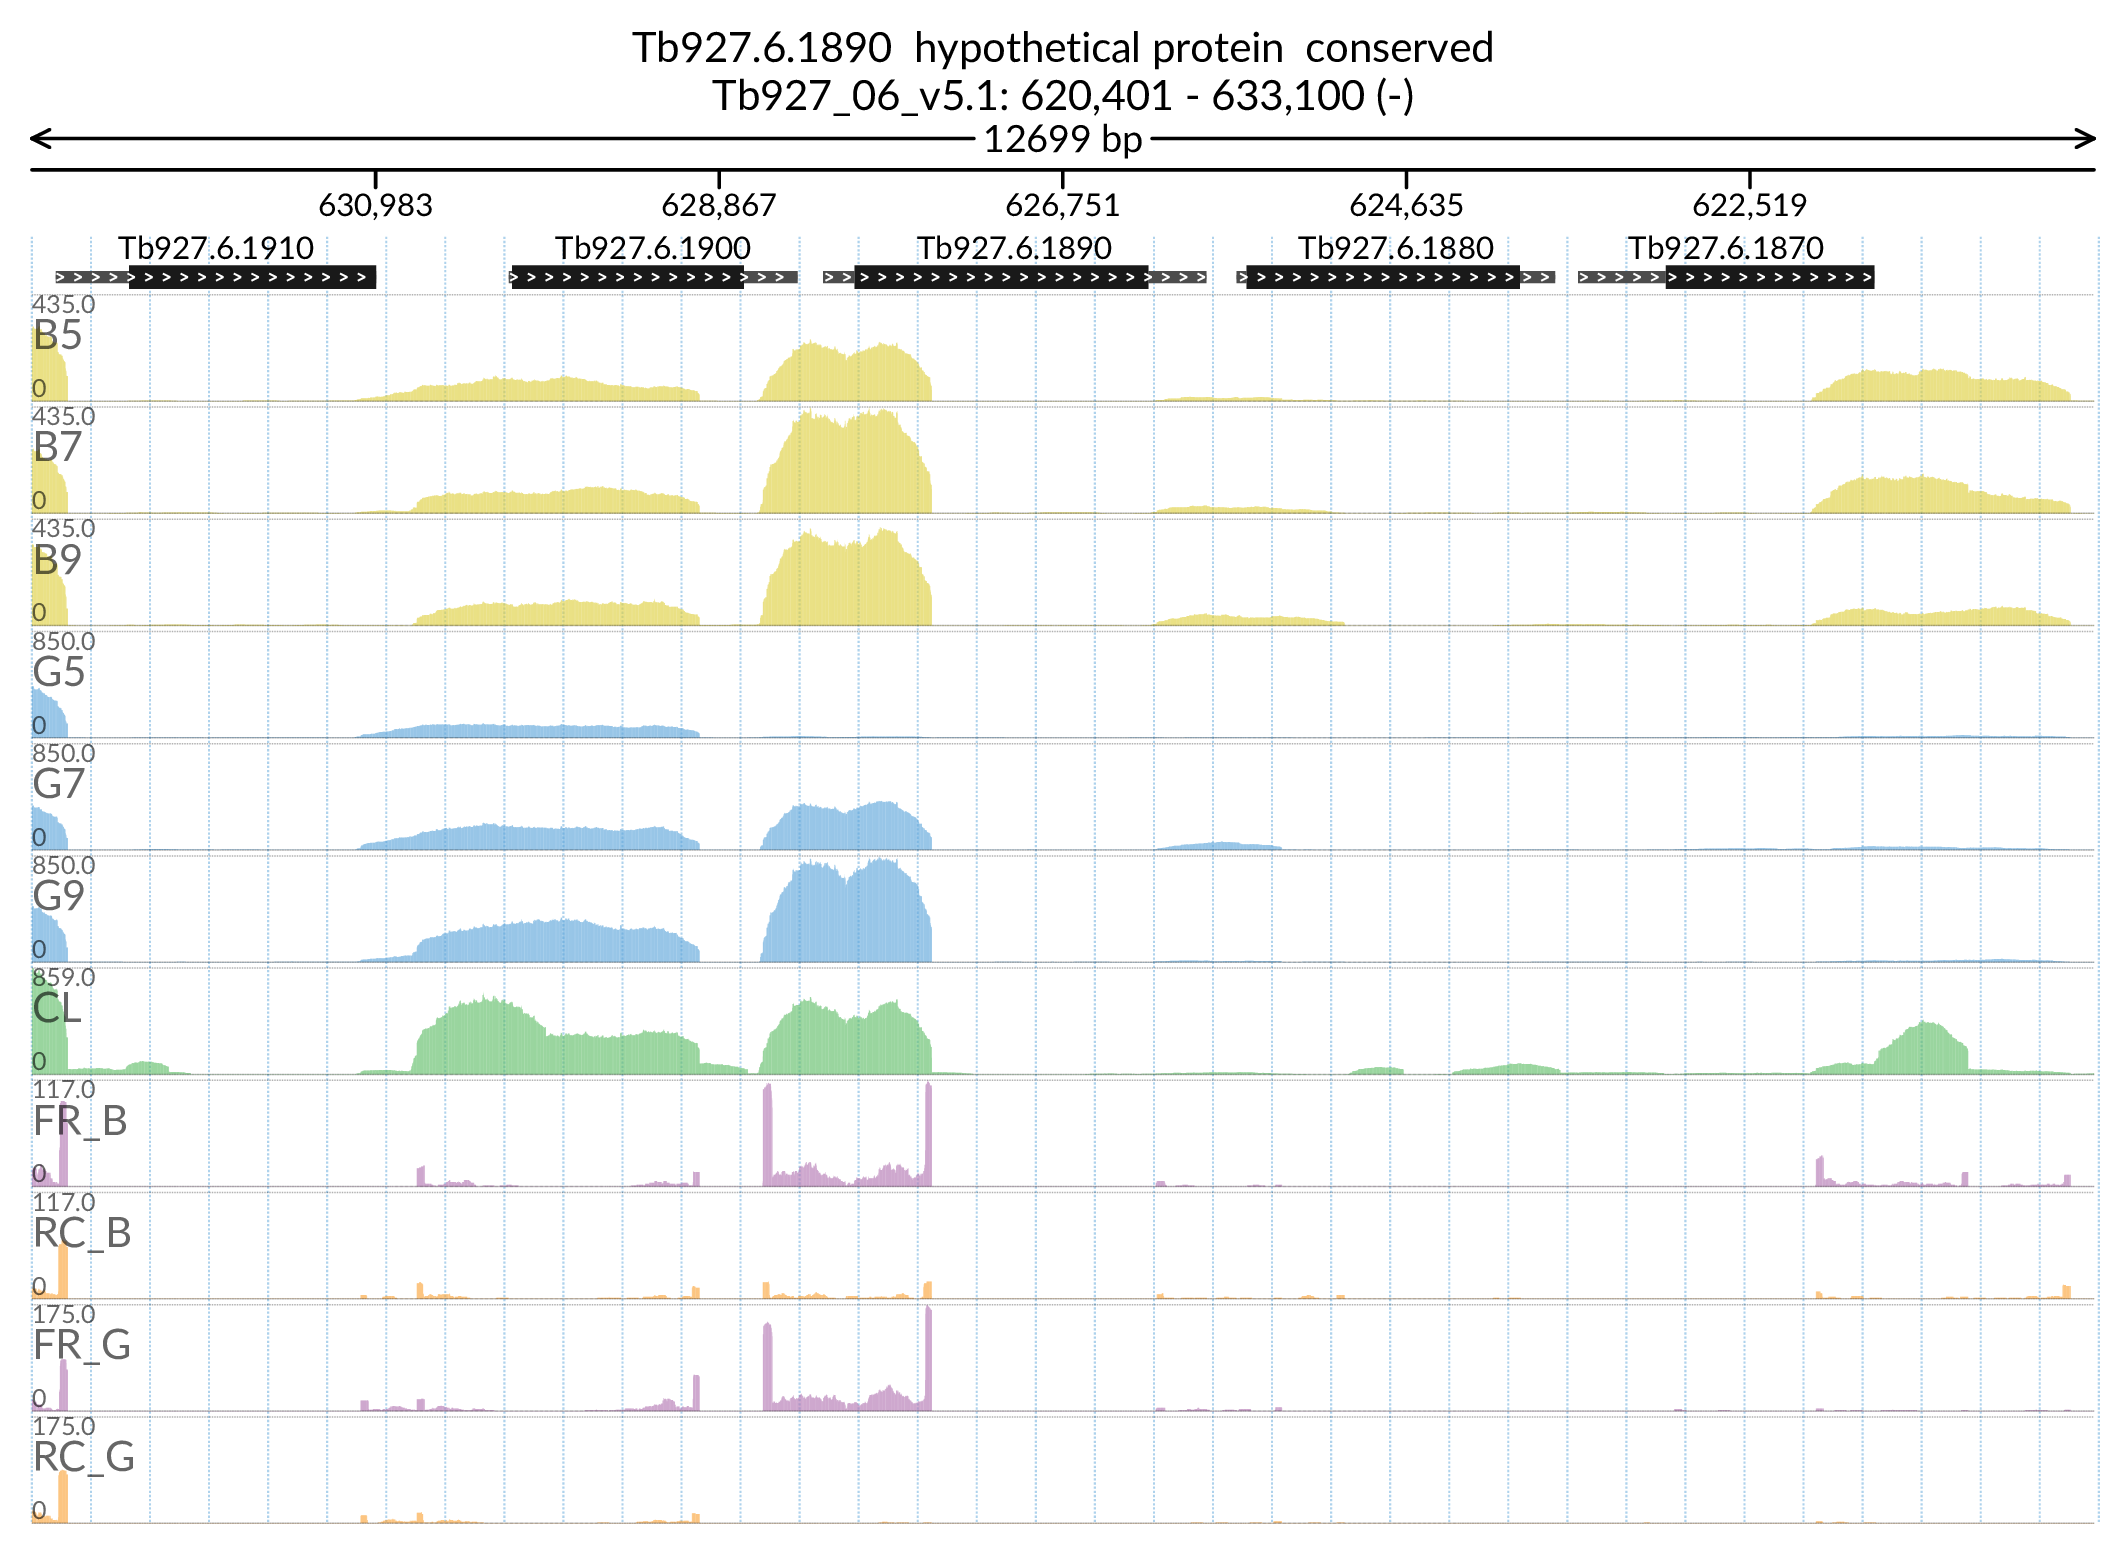 Tb927.6.1890  hypothetical protein  conserved
Tb927_06_v5.1: 620,401 - 633,100 (-)
12699 bp
630,983 628,867 626,751 624,635 622,519
Tb927.6.1910 Tb927.6.1900 Tb927.6.1890 Tb927.6.1880 Tb927.6.1870
435.0
B5
0
435.0
B7
0
435.0
B9
0
850.0
G5
0
850.0
G7
0
850.0
G9
0
859.0
CL
0
117.0
FR_B
0
117.0
RC_B
0
175.0
FR_G
0
175.0
RC_G
0